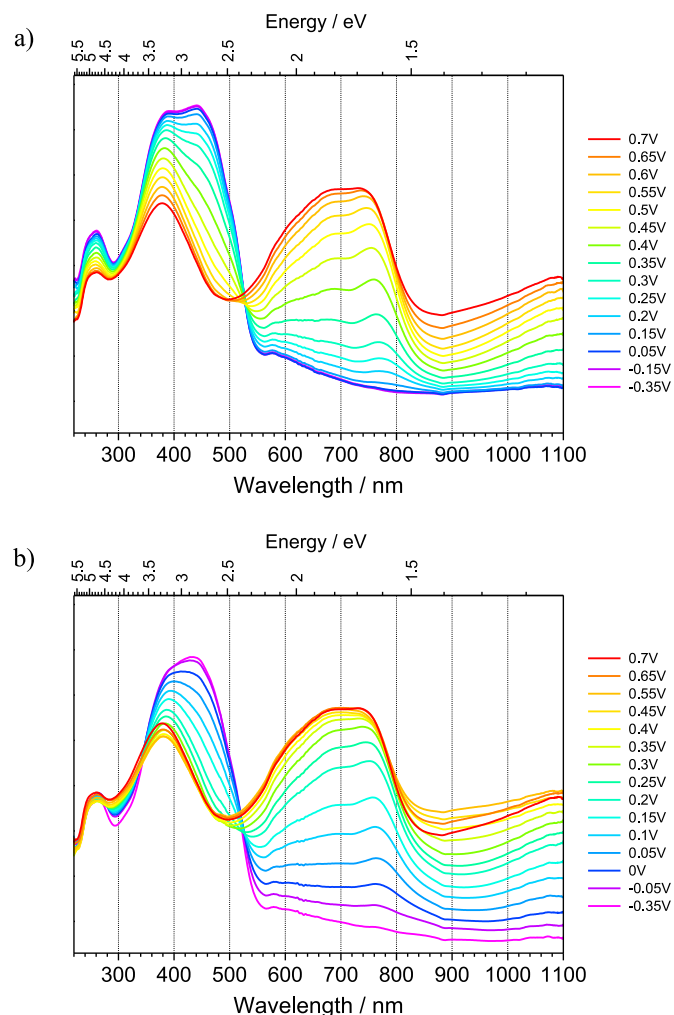 a)
Energy / eV
5.5 5 4.5 4 3.5 3 2.5 2 1.5
0.7V
0.65V
0.6V
0.55V
0.5V
0.45V
0.4V
0.35V
0.3V
0.25V
0.2V
0.15V
0.05V
-0.15V
-0.35V
300 400 500 600 700 800 900 1000 1100
Wavelength / nm
b)
Energy / eV
5.5 5 4.5 4 3.5 3 2.5 2 1.5
0.7V
0.65V
0.55V
0.45V
0.4V
0.35V
0.3V
0.25V
0.2V
0.15V
0.1V
0.05V
0V
-0.05V
-0.35V
300 400 500 600 700 800 900 1000 1100
Wavelength / nm